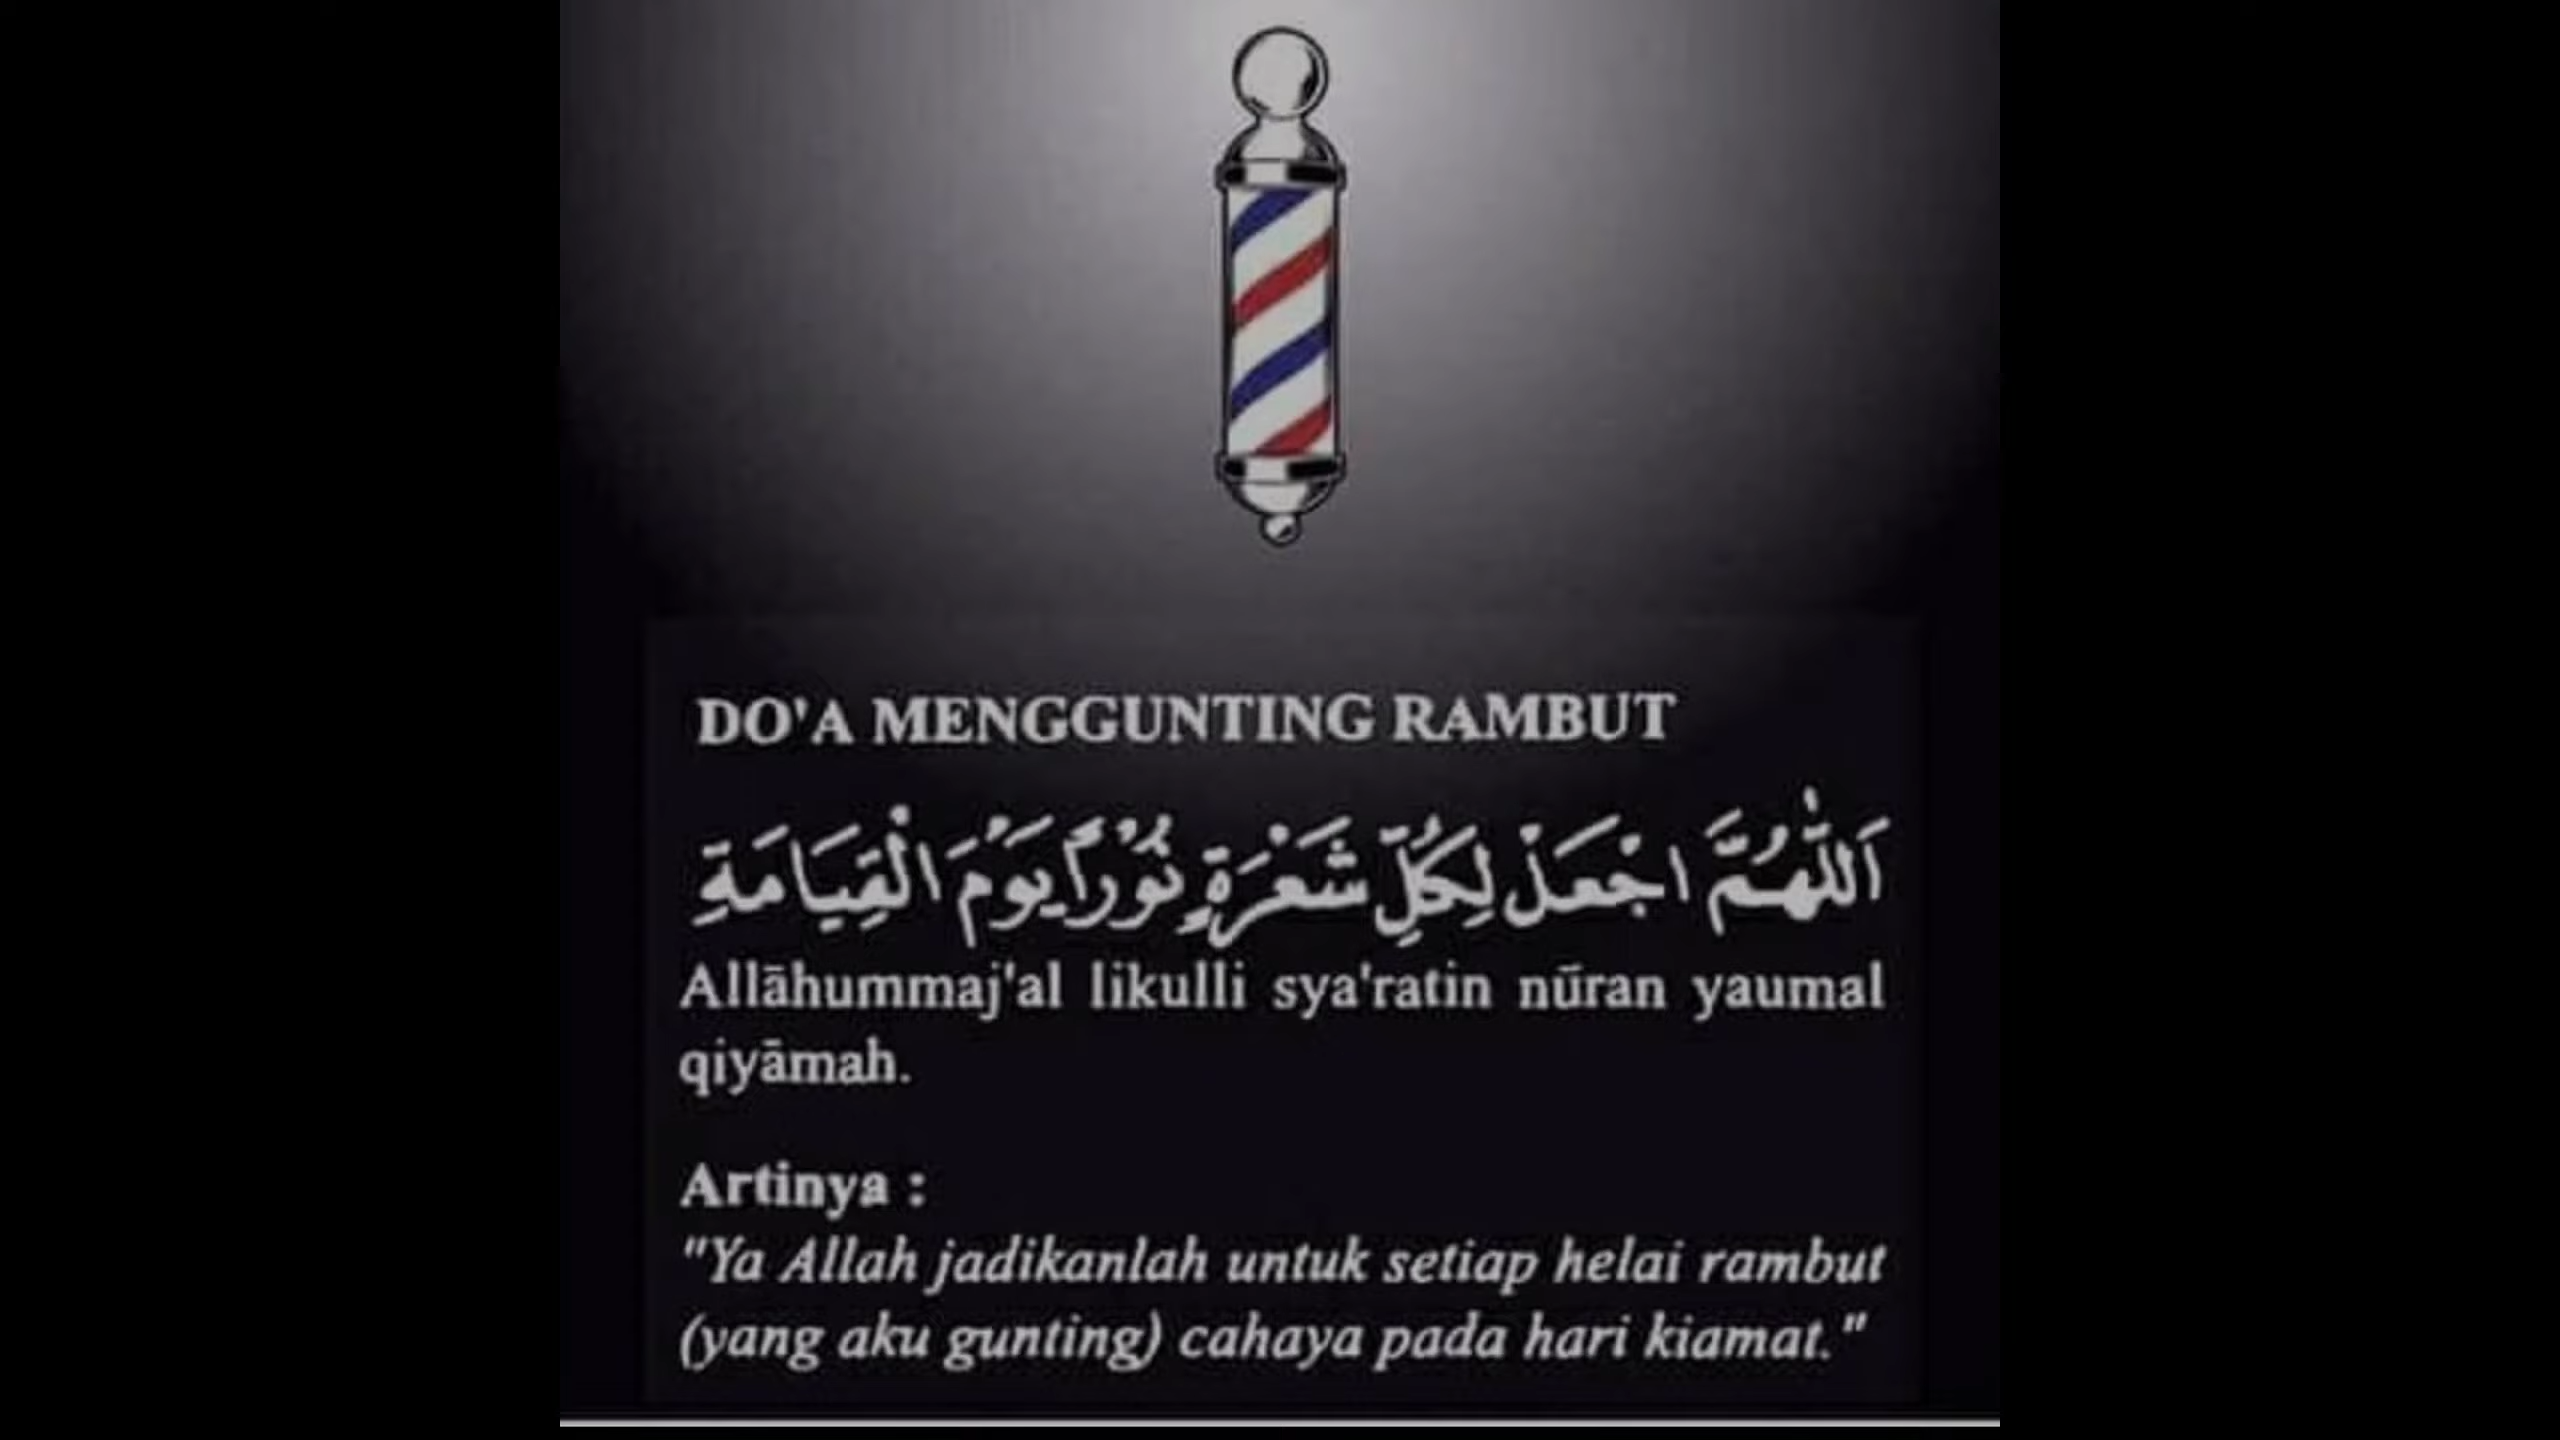 DO'A MENGGUNTING RAMBUT
اَللّٰهُمَّ اجْعَلْ لِكُلِّ شَعْرَةٍ نُوْرًا يَوْمَ الْقِيَامَةِ
Allāhummaj'al likulli sya'ratin nūran yaumal
qiyāmah.
Artinya :
"Ya Allah jadikanlah untuk setiap helai rambut
(yang aku gunting) cahaya pada hari kiamat."